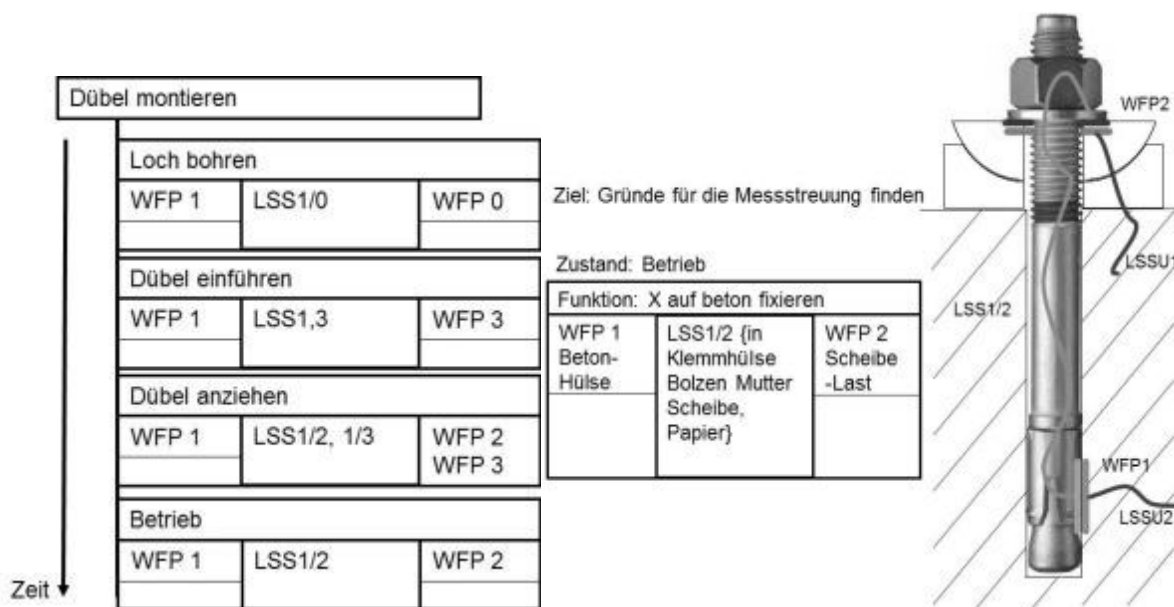 Dübel montieren
Loch bohren
WFP 1
LSS1/0
WFP 0
Dübel einführen
WFP 1
LSS1,3
WFP 3
Dübel anziehen
WFP 1
LSS1/2, 1/3
WFP 2
WFP 3
Betrieb
WFP 1
LSS1/2
WFP 2
Zeit
Ziel: Gründe für die Messstreuung finden
Zustand: Betrieb
Funktion: X auf beton fixieren
WFP 1
Beton-
Hülse
LSS1/2 {in
Klemmhülse
Bolzen Mutter
Scheibe,
Papier}
WFP 2
Scheibe
-Last
WFP2
LSSU1
LSS1/2
WFP1
LSSU2